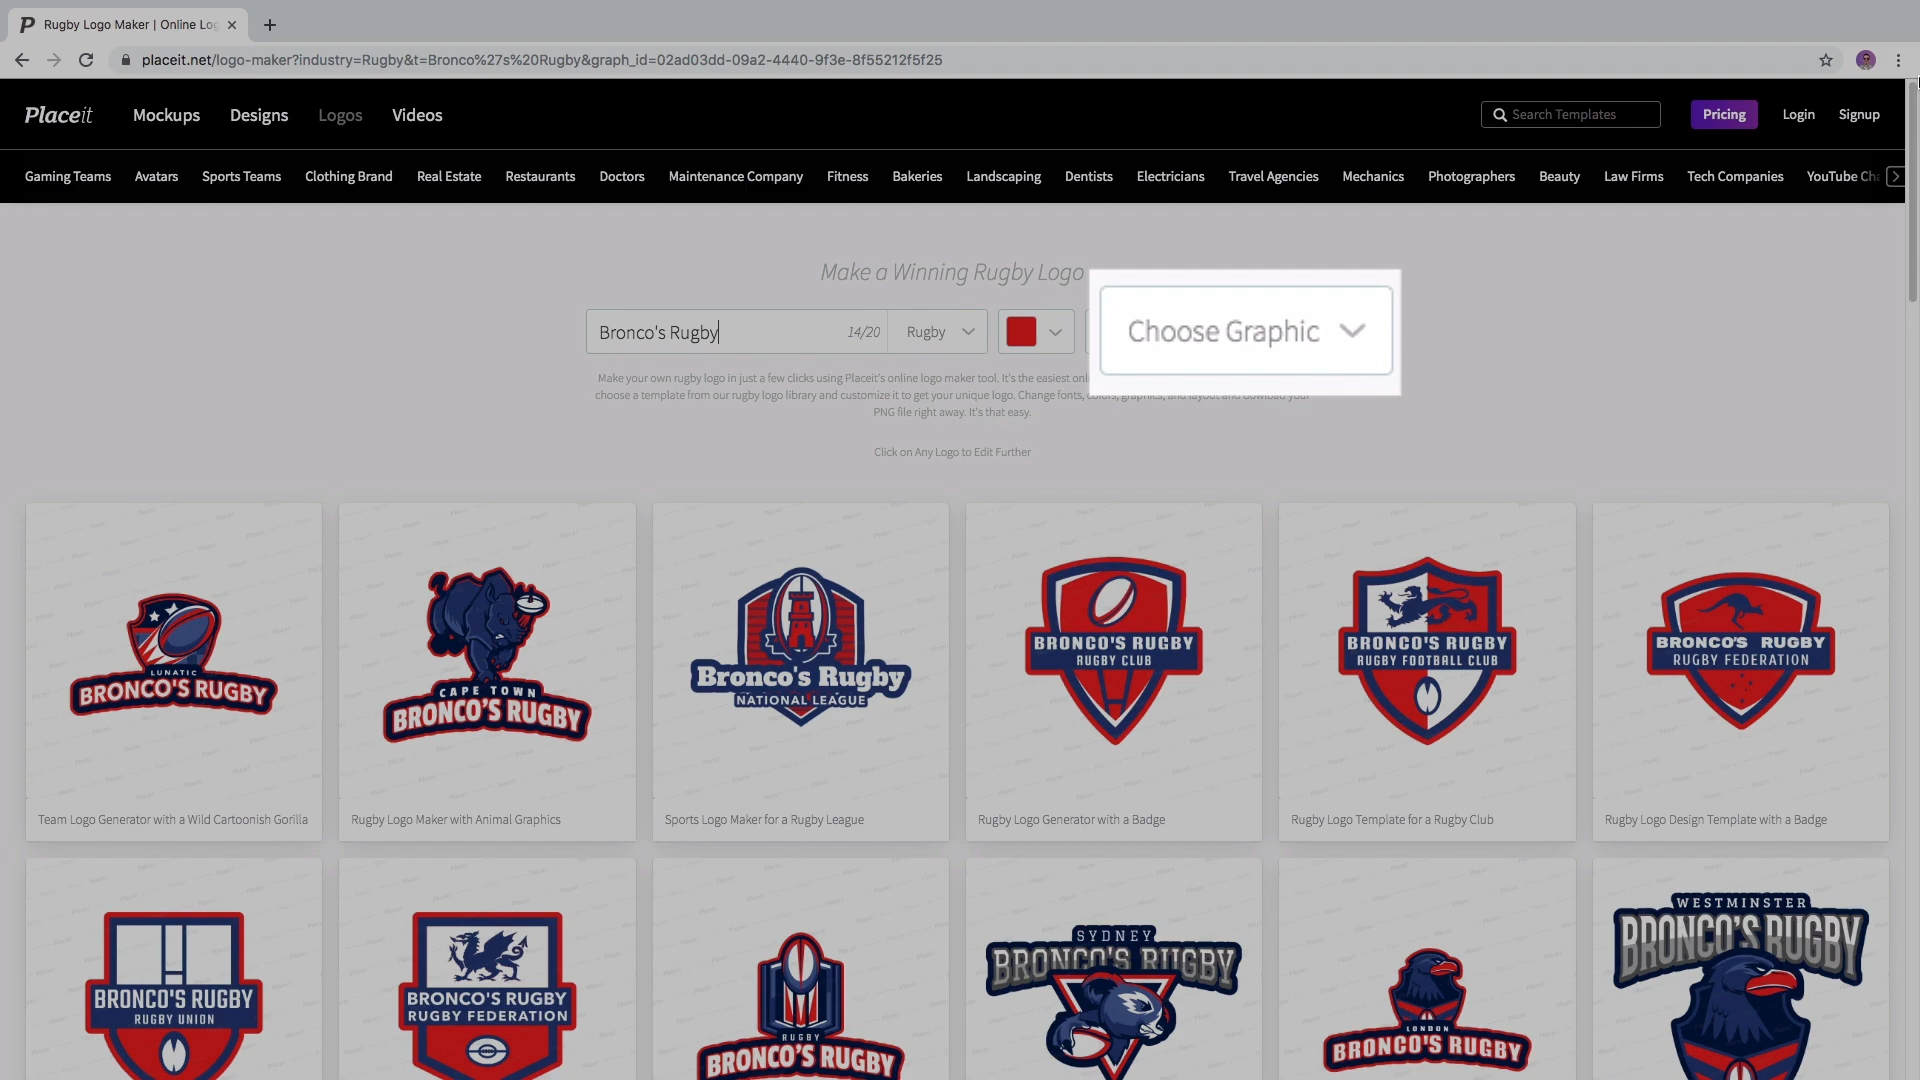 Rugby Logo Maker | Online Log
placeit.net/logo-maker?industry=Rugby&t=Bronco%27s%20Rugby&graph_id=02ad03dd-09a2-4440-9f3e-8f55212f5f25
Placeit
Mockups
Designs
Logos
Videos
Search Templates
Pricing
Login
Signup
Gaming Teams
Avatars
Sports Teams
Clothing Brand
Real Estate
Restaurants
Doctors
Maintenance Company
Fitness
Bakeries
Landscaping
Dentists
Electricians
Travel Agencies
Mechanics
Photographers
Beauty
Law Firms
Tech Companies
YouTube Cha
Make a Winning Rugby Logo
Bronco's Rugby
14/20
Rugby
Choose Graphic
Make your own rugby logo in just a few clicks using Placeit's online logo maker tool. It's the easiest
choose a template from our rugby logo library and customize it to get your unique logo. Change fonts, colors, graphics, and layout and dowload your
PNG file right away. It's that easy.
Click on Any Logo to Edit Further
LUNATIC
BRONCO'S RUGBY
CAPE TOWN
BRONCO'S RUGBY
Bronco's Rugby
NATIONAL LEAGUE
BRONCO'S RUGBY
RUGBY CLUB
BRONCO'S RUGBY
RUGBY FOOTBALL CLUB
BRONCO'S RUGBY
RUGBY FEDERATION
Team Logo Generator with a Wild Cartoonish Gorilla
Rugby Logo Maker with Animal Graphics
Sports Logo Maker for a Rugby League
Rugby Logo Generator with a Badge
Rugby Logo Template for a Rugby Club
Rugby Logo Design Template with a Badge
BRONCO'S RUGBY
RUGBY UNION
BRONCO'S RUGBY
RUGBY FEDERATION
RUGBY
BRONCO'S RUGBY
SYDNEY
BRONCO'S RUGBY
LONDON
BRONCO'S RUGBY
WESTMINSTER
BRONCO'S RUGBY